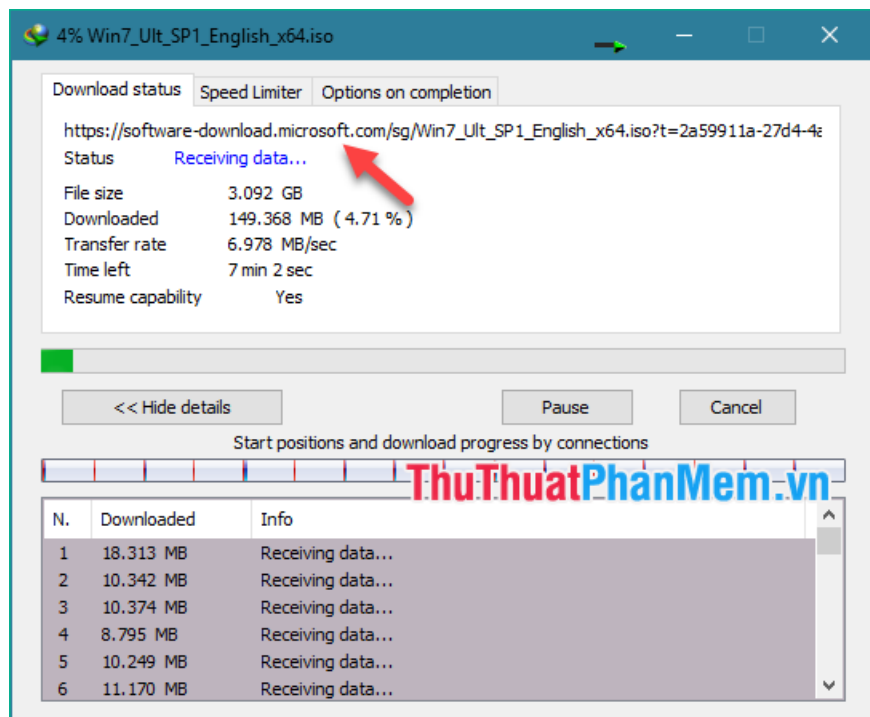 4% Win7_Ult_SP1_English_x64.iso
Download status Speed Limiter Options on completion
https://software-download.microsoft.com/sg/Win7_Ult_SP1_English_x64.iso?t=2a59911a-27d4-4a
Status Receiving data...
File size 3.092 GB
Downloaded 149.368 MB ( 4.71 % )
Transfer rate 6.978 MB/sec
Time left 7 min 2 sec
Resume capability Yes
<< Hide details Pause Cancel
Start positions and download progress by connections
ThuThuatPhanMem.vn
N. Downloaded Info
1 18.313 MB Receiving data...
2 10.342 MB Receiving data...
3 10.374 MB Receiving data...
4 8.795 MB Receiving data...
5 10.249 MB Receiving data...
6 11.170 MB Receiving data...